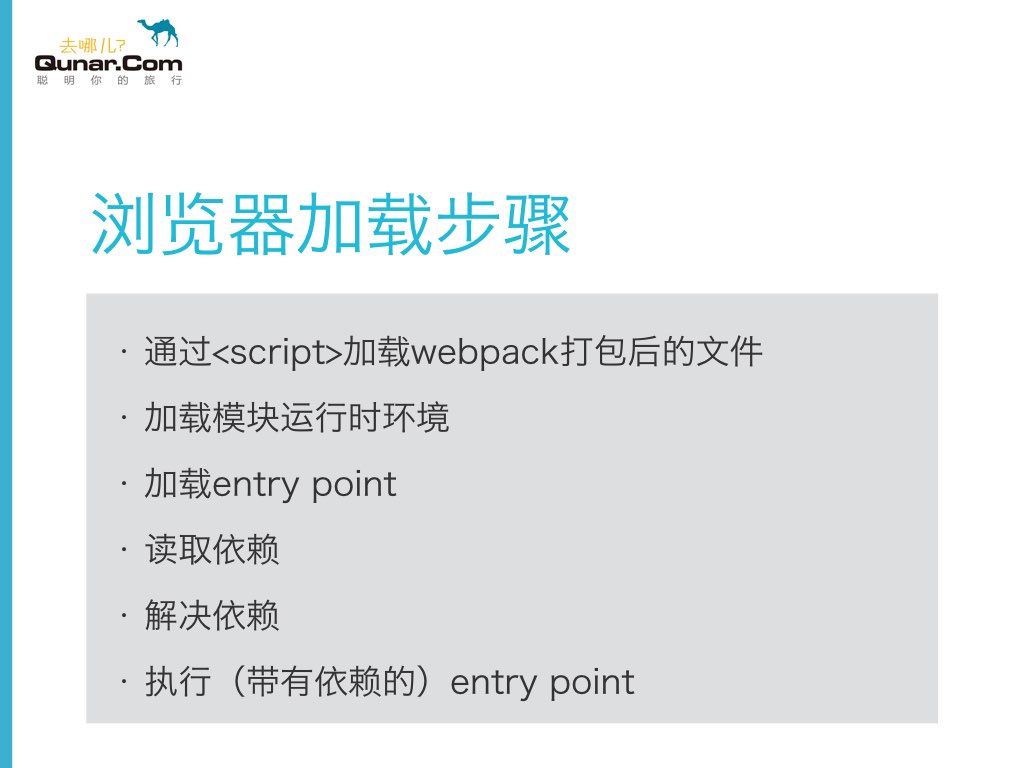 去哪儿?
Qunar.Com
聪明你的旅行
浏览器加载步骤
· 通过<script>加载webpack打包后的文件
· 加载模块运行时环境
· 加载entry point
· 读取依赖
· 解决依赖
· 执行（带有依赖的）entry point